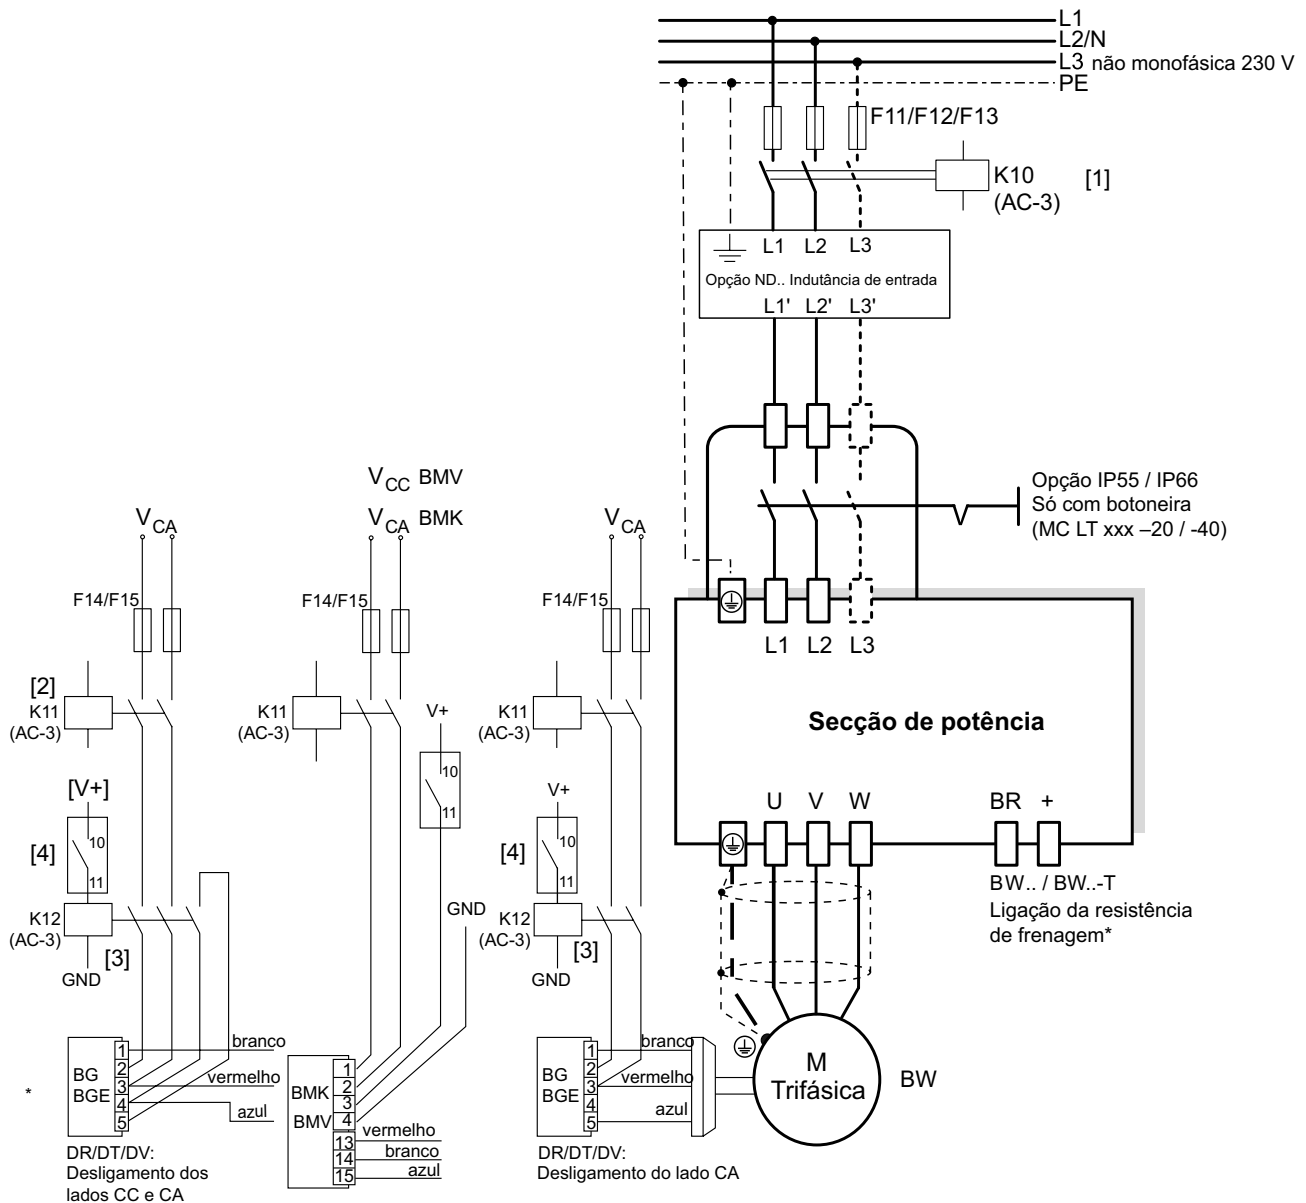 L1
L2/N
L3 não monofásica 230 V
PE
F11/F12/F13
K10
(AC-3)
[1]
L1 L2 L3
Opção ND.. Indutância de entrada
L1' L2' L3'
Opção IP55 / IP66
Só com botoneira
(MC LT xxx –20 / -40)
L1 L2 L3
Secção de potência
U V W
BR +
BW.. / BW..-T
Ligação da resistência
de frenagem*
M
Trifásica
BW
VCA
F14/F15
[2]
K11
(AC-3)
[V+]
10
11
[4]
K12
(AC-3)
[3]
GND
BG
BGE
1
2
3
4
5
branco
vermelho
azul
*
DR/DT/DV:
Desligamento dos
lados CC e CA
VCC BMV
VCA BMK
F14/F15
K11
(AC-3)
V+
10
11
GND
BMK
BMV
1
2
3
4
13
14
15
vermelho
branco
azul
VCA
F14/F15
K11
(AC-3)
V+
10
11
[4]
K12
(AC-3)
[3]
GND
BG
BGE
1
2
3
4
5
branco
vermelho
azul
DR/DT/DV:
Desligamento do lado CA